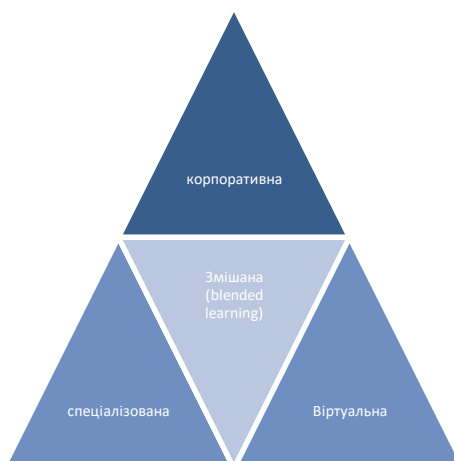 корпоративна
Змішана
(blended
learning)
спеціалізована
Віртуальна